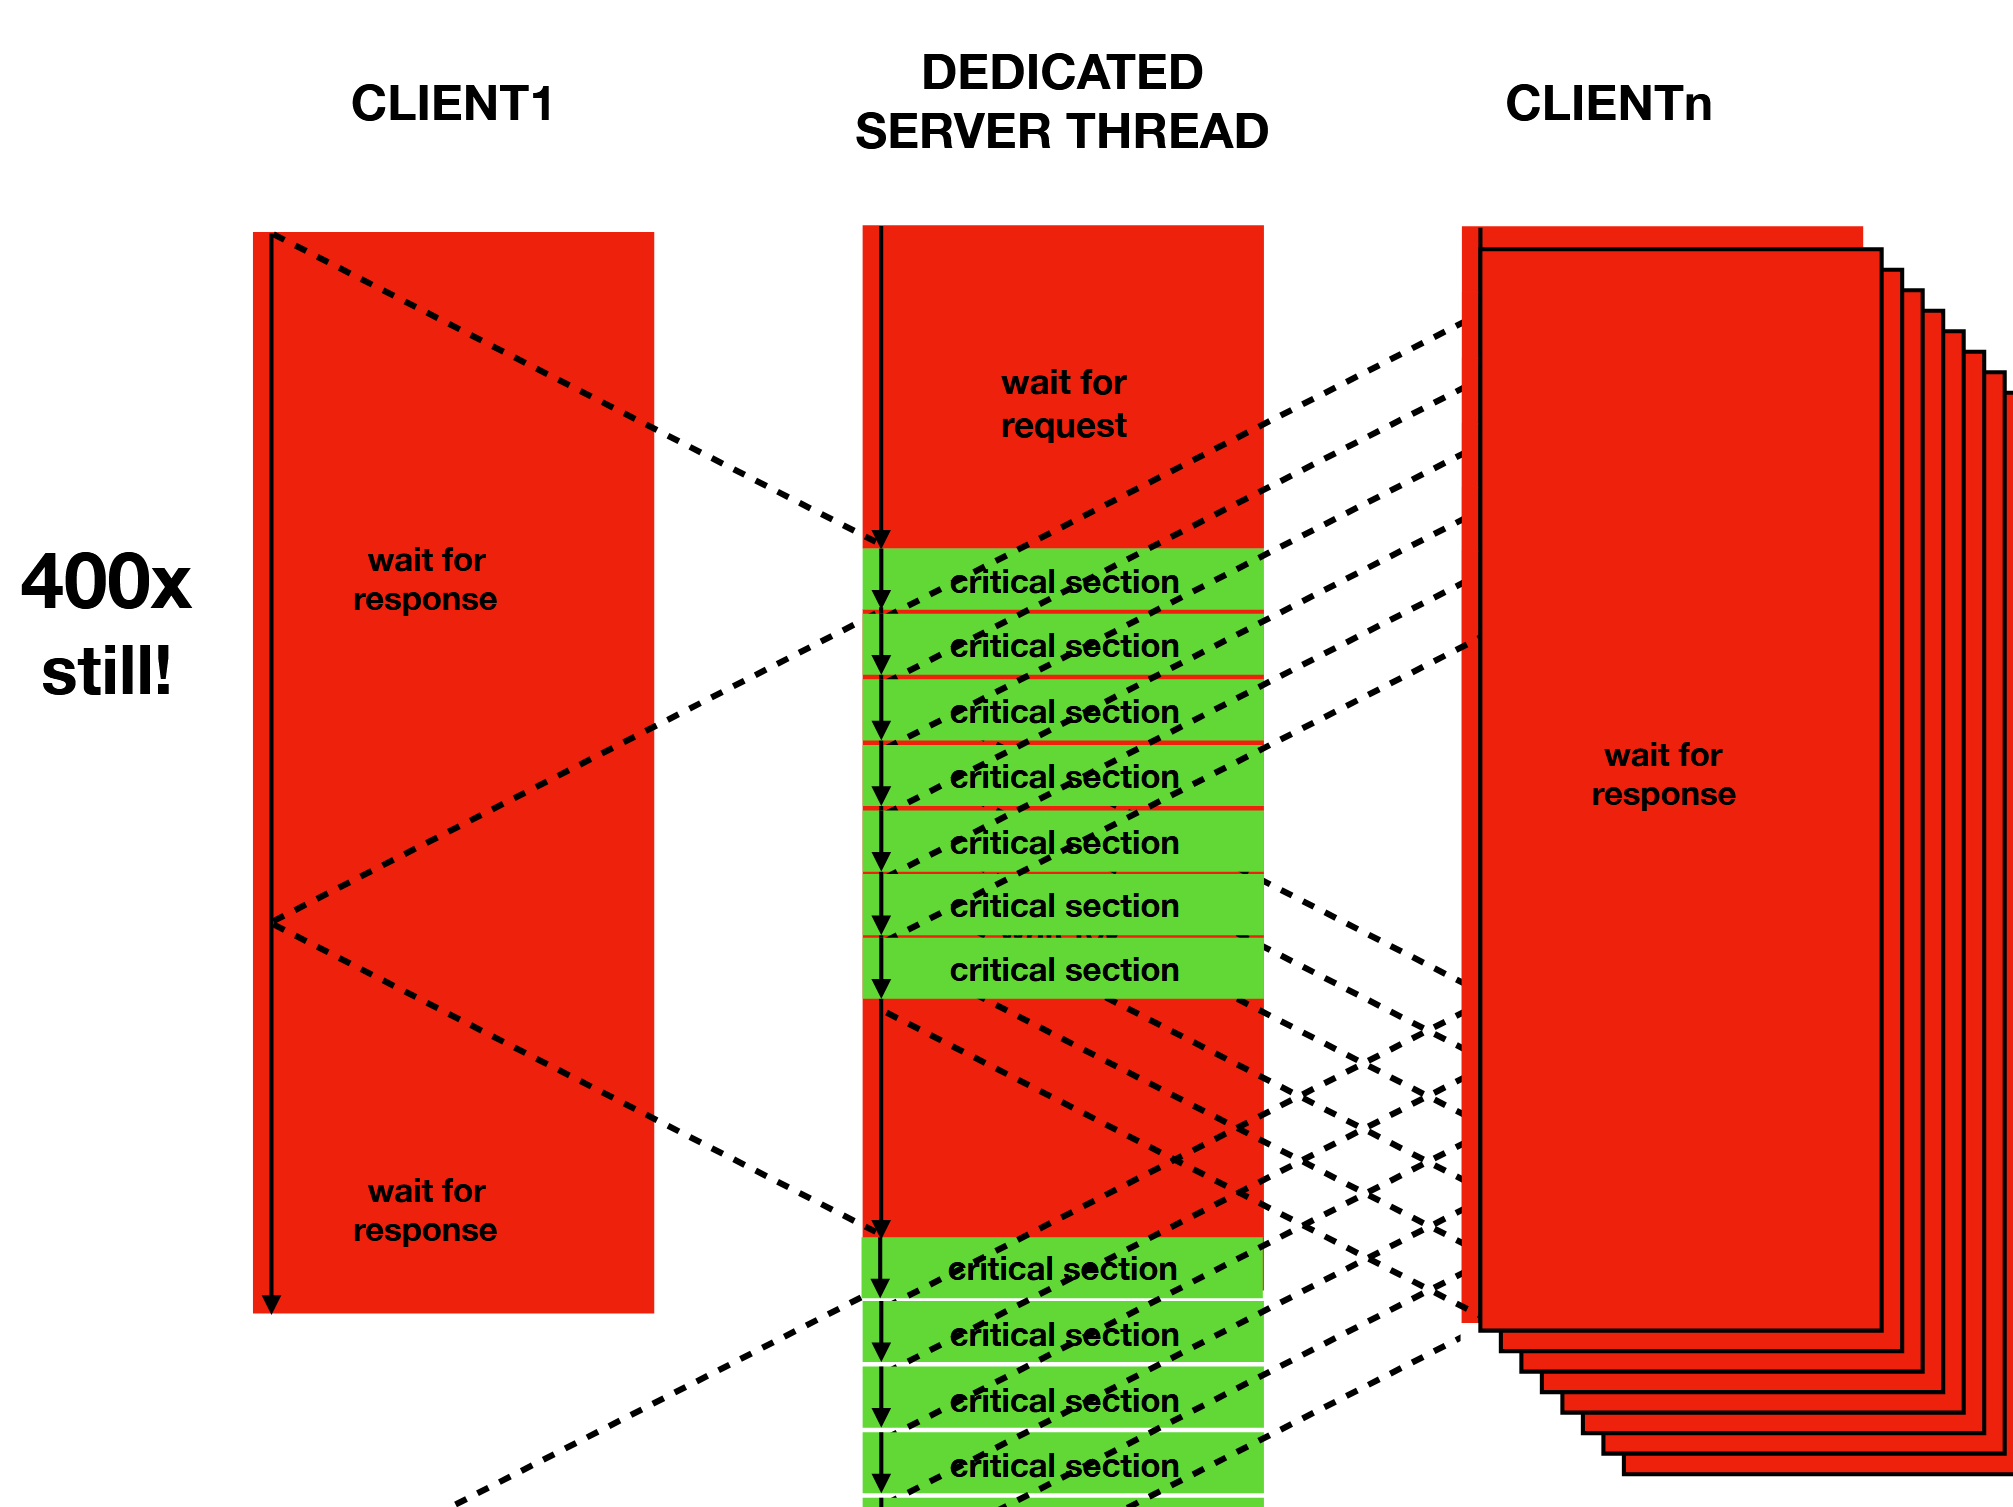 CLIENT1
DEDICATED
SERVER THREAD
CLIENTn
400x
still!
wait for
response
wait for
response
wait for
request
critical section
critical section
critical section
critical section
critical section
critical section
critical section
critical section
critical section
critical section
critical section
wait for
response